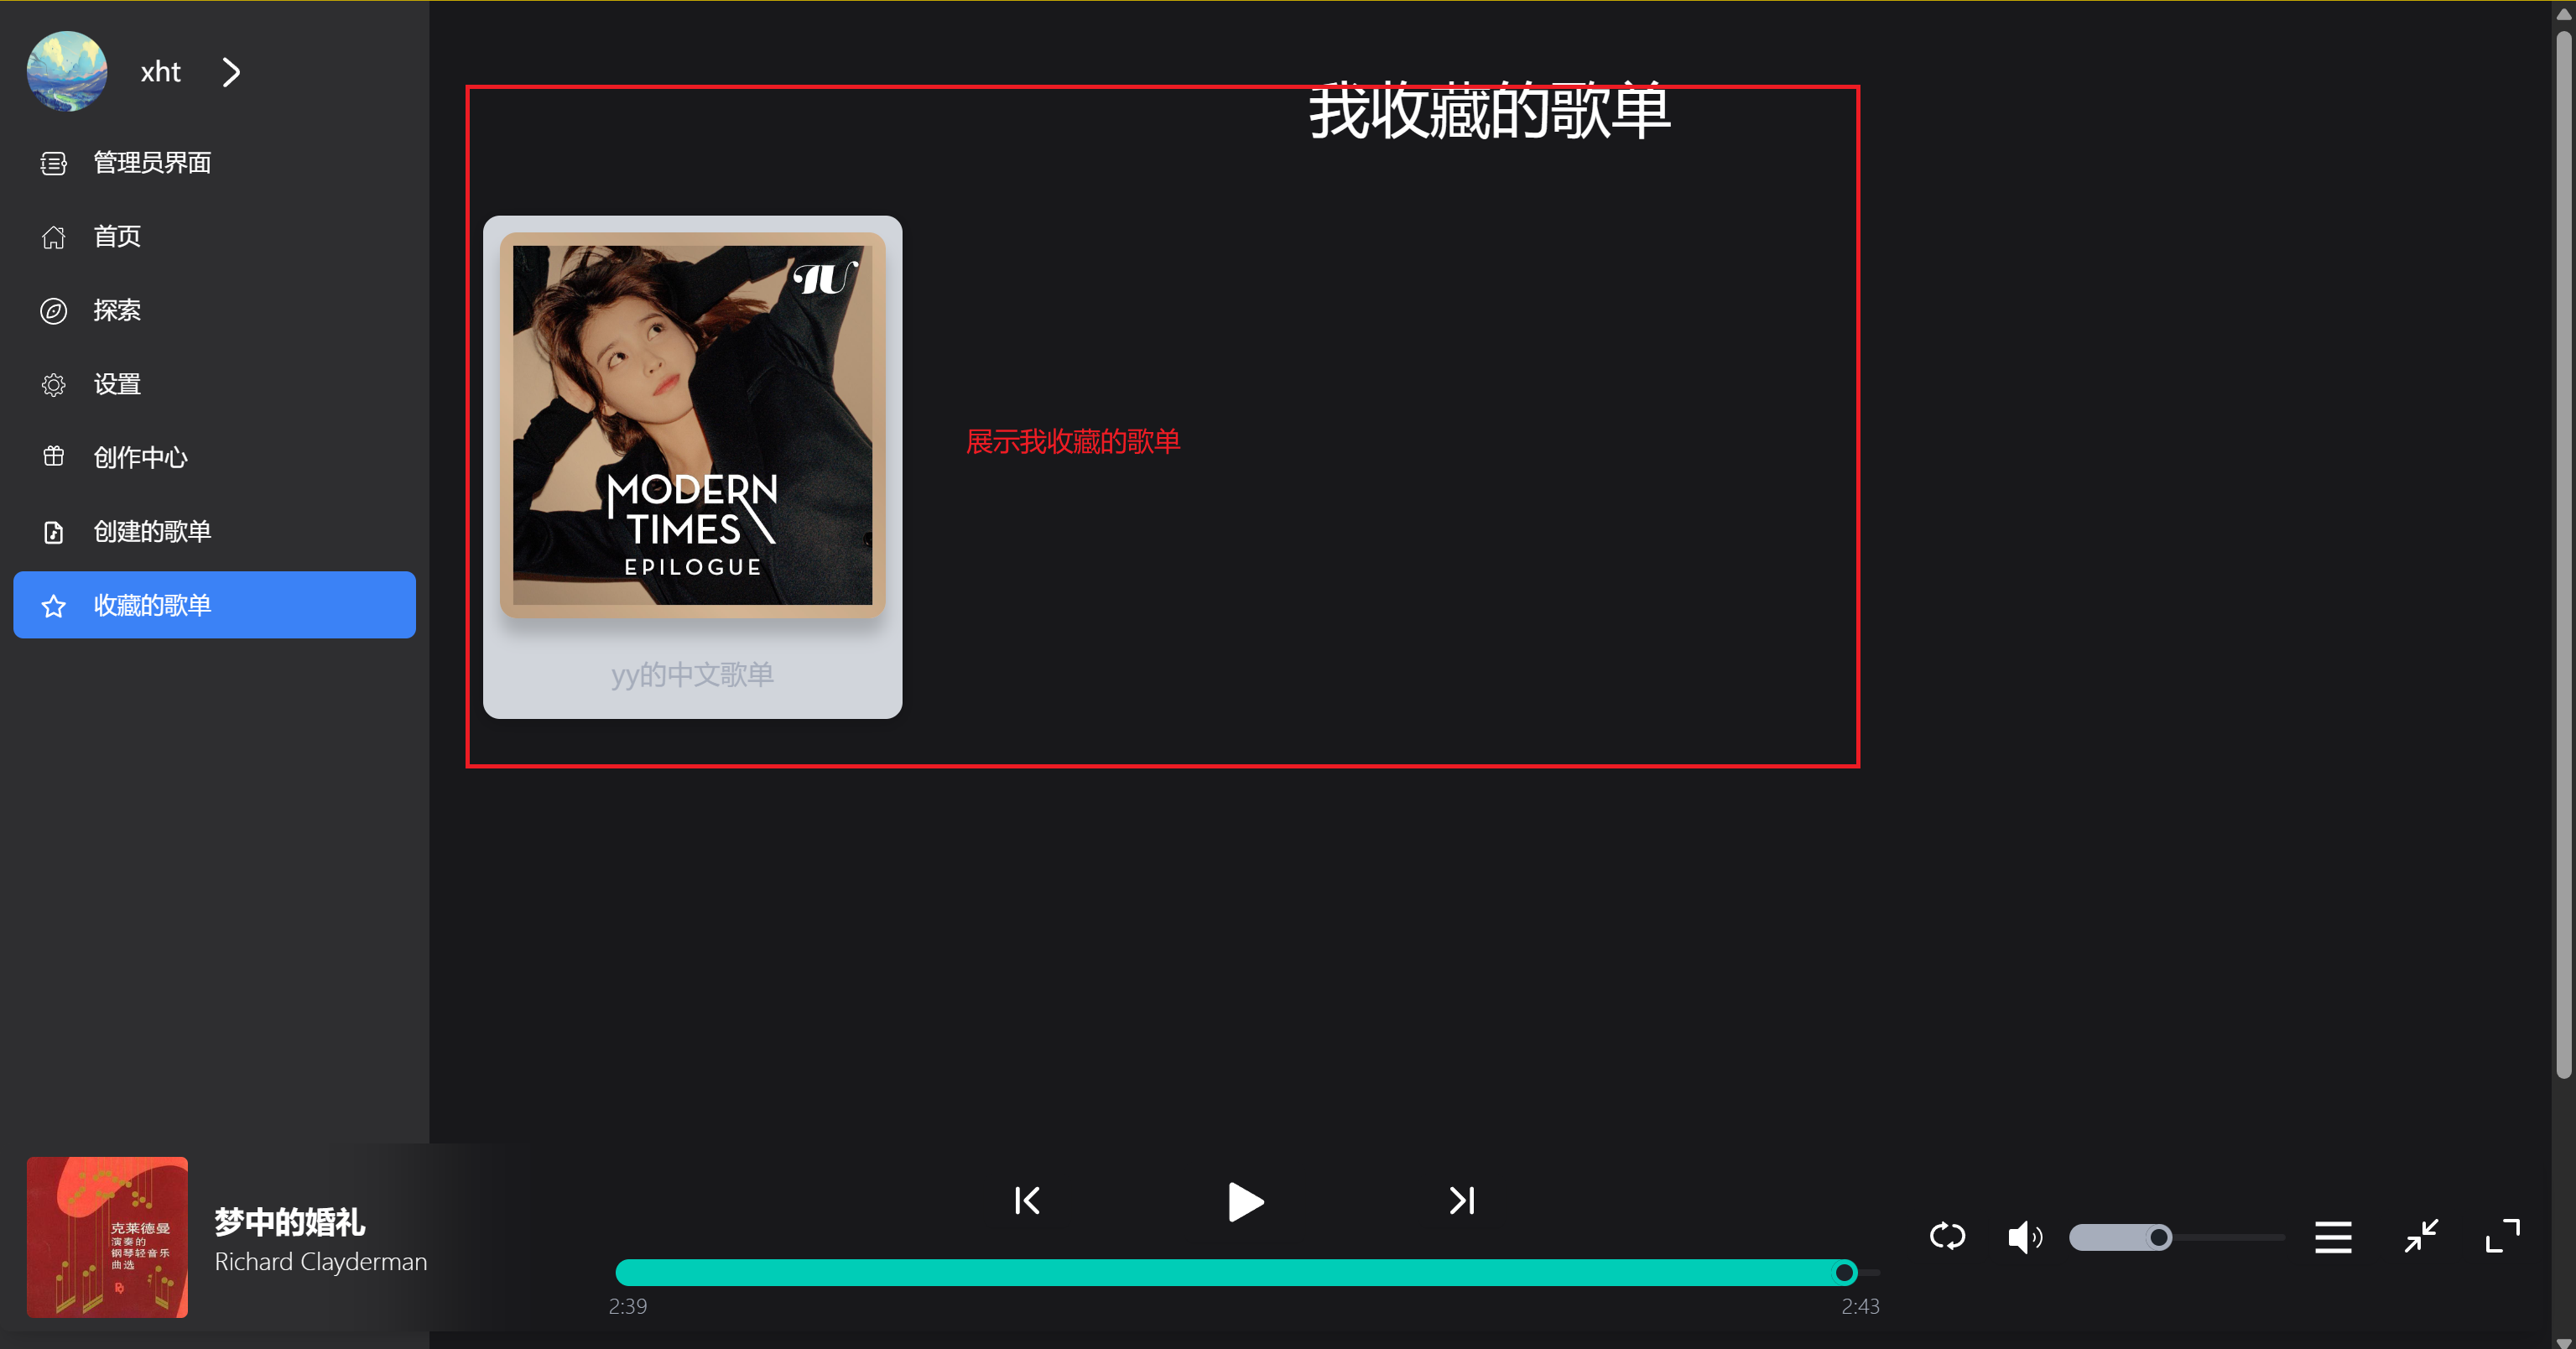 xht
管理员界面
首页
探索
设置
创作中心
创建的歌单
收藏的歌单
我收藏的歌单
IU
MODERN
TIMES
EPILOGUE
展示我收藏的歌单
yy的中文歌单
克莱德曼
演奏的
钢琴轻音乐
曲选
梦中的婚礼
Richard Clayderman
2:39
2:43